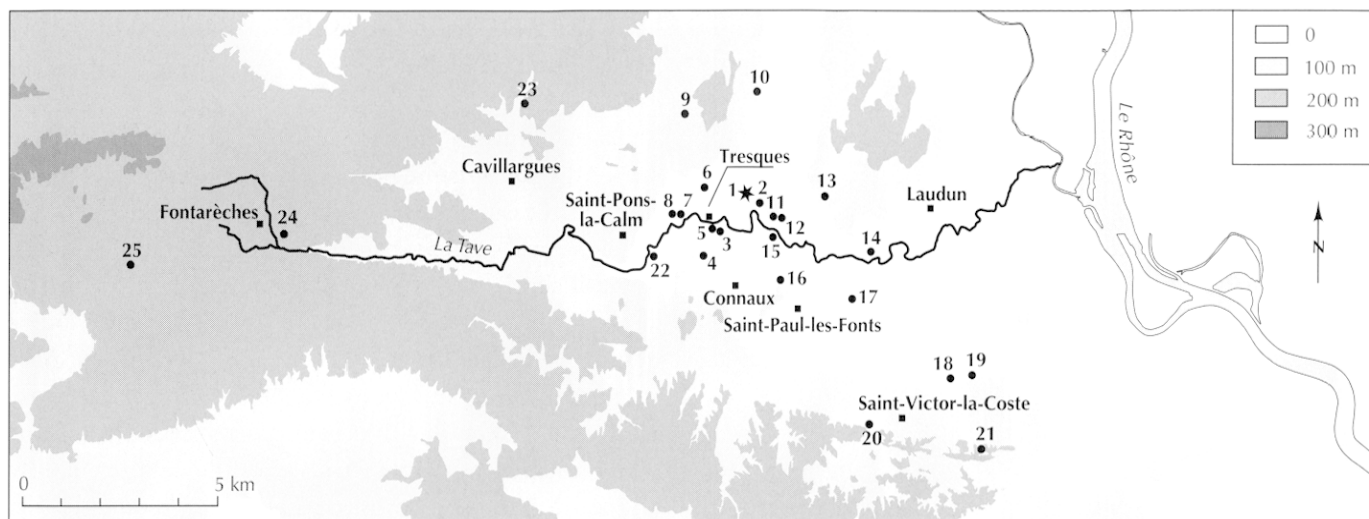 0
100 m
200 m
300 m
10
23
9
Le Rhône
Tresques
Cavillargues
6
1
2
13
Laudun
8
7
11
Saint-Pons-
la-Calm
12
Fontarèches
24
5
3
La Tave
15
14
N
25
22
4
16
Connaux
17
Saint-Paul-les-Fonts
18
19
Saint-Victor-la-Coste
20
21
0
5 km